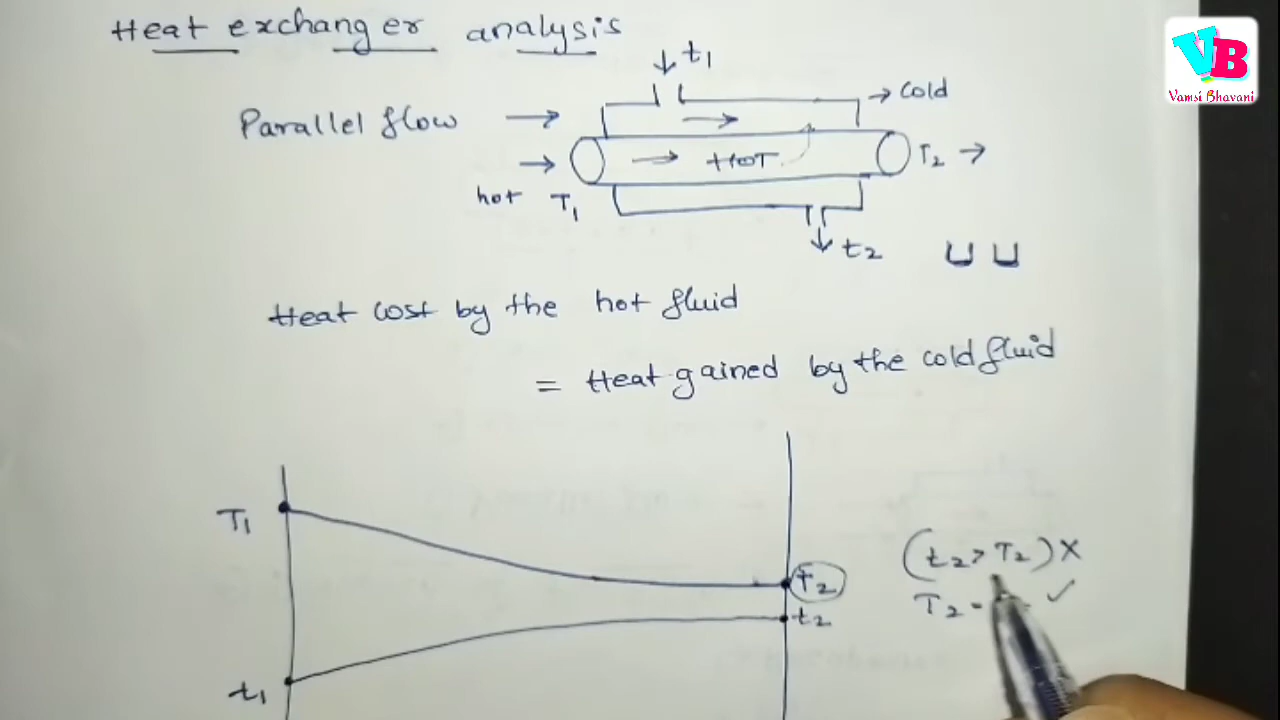 Heat exchanger analysis
VB
Vamsi Bhavani
t1
→ Cold
Parallel flow →
→ → HOT T2 →
hot T1
t2
Heat cost by the hot fluid
= Heat gained by the cold fluid
T1
(t2 > T2) X
T2
T2 ✓
t2
t1